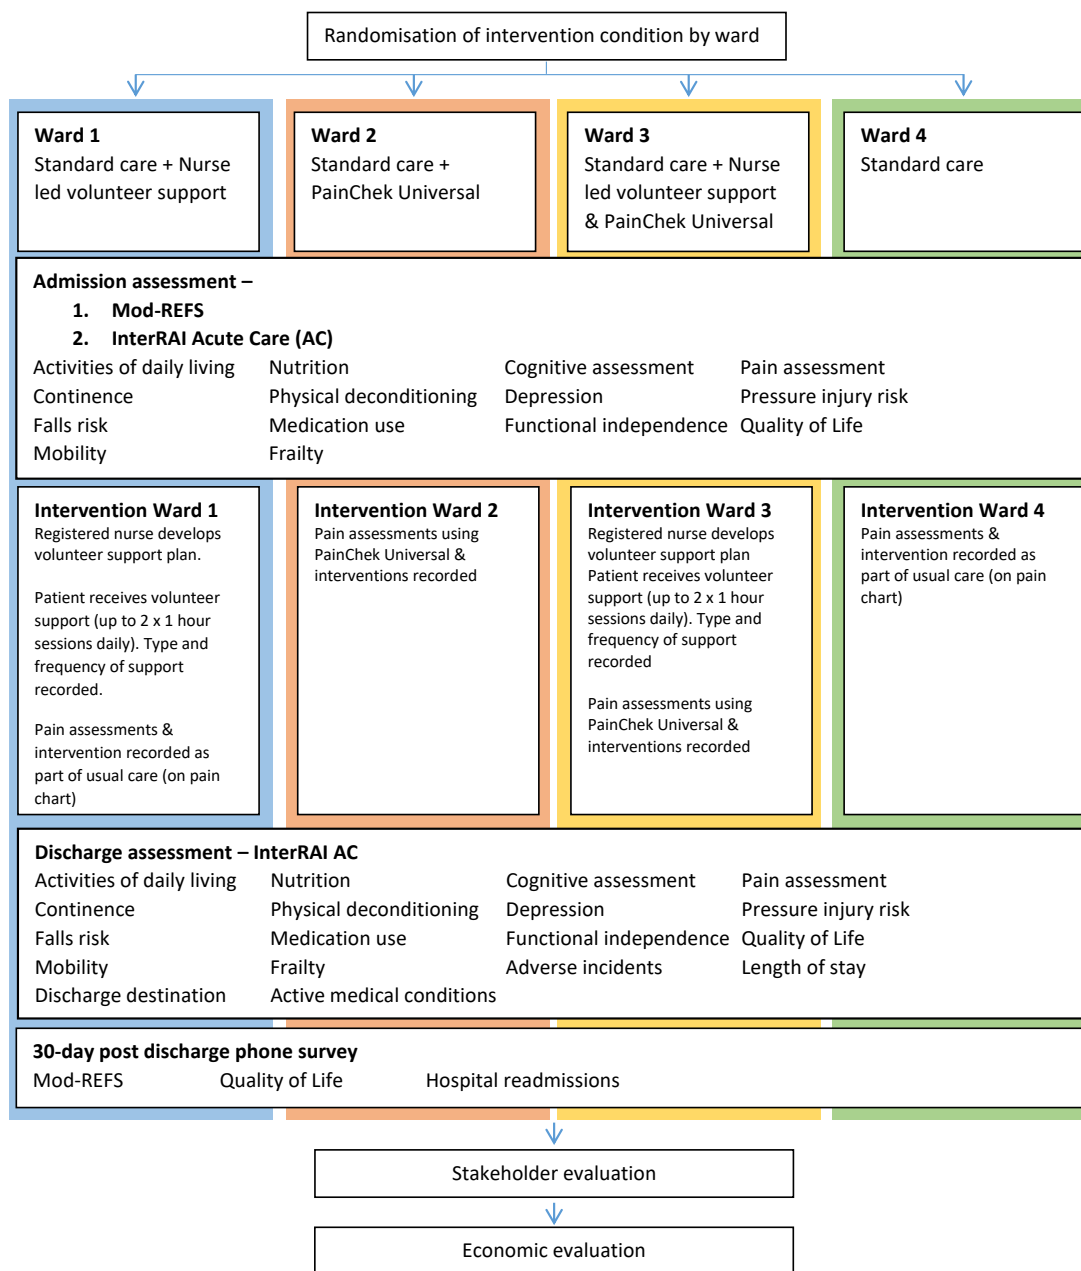 Randomisation of intervention condition by ward
Ward 1
Standard care + Nurse
led volunteer support
Ward 2
Standard care +
PainChek Universal
Ward 3
Standard care + Nurse
led volunteer support
& PainChek Universal
Ward 4
Standard care
Admission assessment –
1. Mod-REFS
2. InterRAI Acute Care (AC)
Activities of daily living Nutrition Cognitive assessment Pain assessment
Continence Physical deconditioning Depression Pressure injury risk
Falls risk Medication use Functional independence Quality of Life
Mobility Frailty
Intervention Ward 1
Registered nurse develops
volunteer support plan.
Patient receives volunteer
support (up to 2 x 1 hour
sessions daily). Type and
frequency of support
recorded.
Pain assessments &
intervention recorded as
part of usual care (on pain
chart)
Intervention Ward 2
Pain assessments using
PainChek Universal &
interventions recorded
Intervention Ward 3
Registered nurse develops
volunteer support plan
Patient receives volunteer
support (up to 2 x 1 hour
sessions daily). Type and
frequency of support
recorded
Pain assessments using
PainChek Universal &
interventions recorded
Intervention Ward 4
Pain assessments &
intervention recorded as
part of usual care (on pain
chart)
Discharge assessment – InterRAI AC
Activities of daily living Nutrition Cognitive assessment Pain assessment
Continence Physical deconditioning Depression Pressure injury risk
Falls risk Medication use Functional independence Quality of Life
Mobility Frailty Adverse incidents Length of stay
Discharge destination Active medical conditions
30-day post discharge phone survey
Mod-REFS Quality of Life Hospital readmissions
Stakeholder evaluation
Economic evaluation